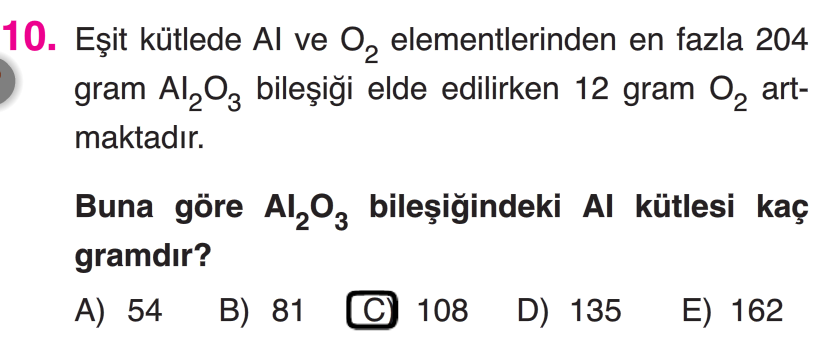 10. Eşit kütlede Al ve O₂ elementlerinden en fazla 204
gram Al₂O₃ bileşiği elde edilirken 12 gram O₂ art-
maktadır.
Buna göre Al₂O₃ bileşiğindeki Al kütlesi kaç
gramdır?
A) 54 B) 81 C) 108 D) 135 E) 162